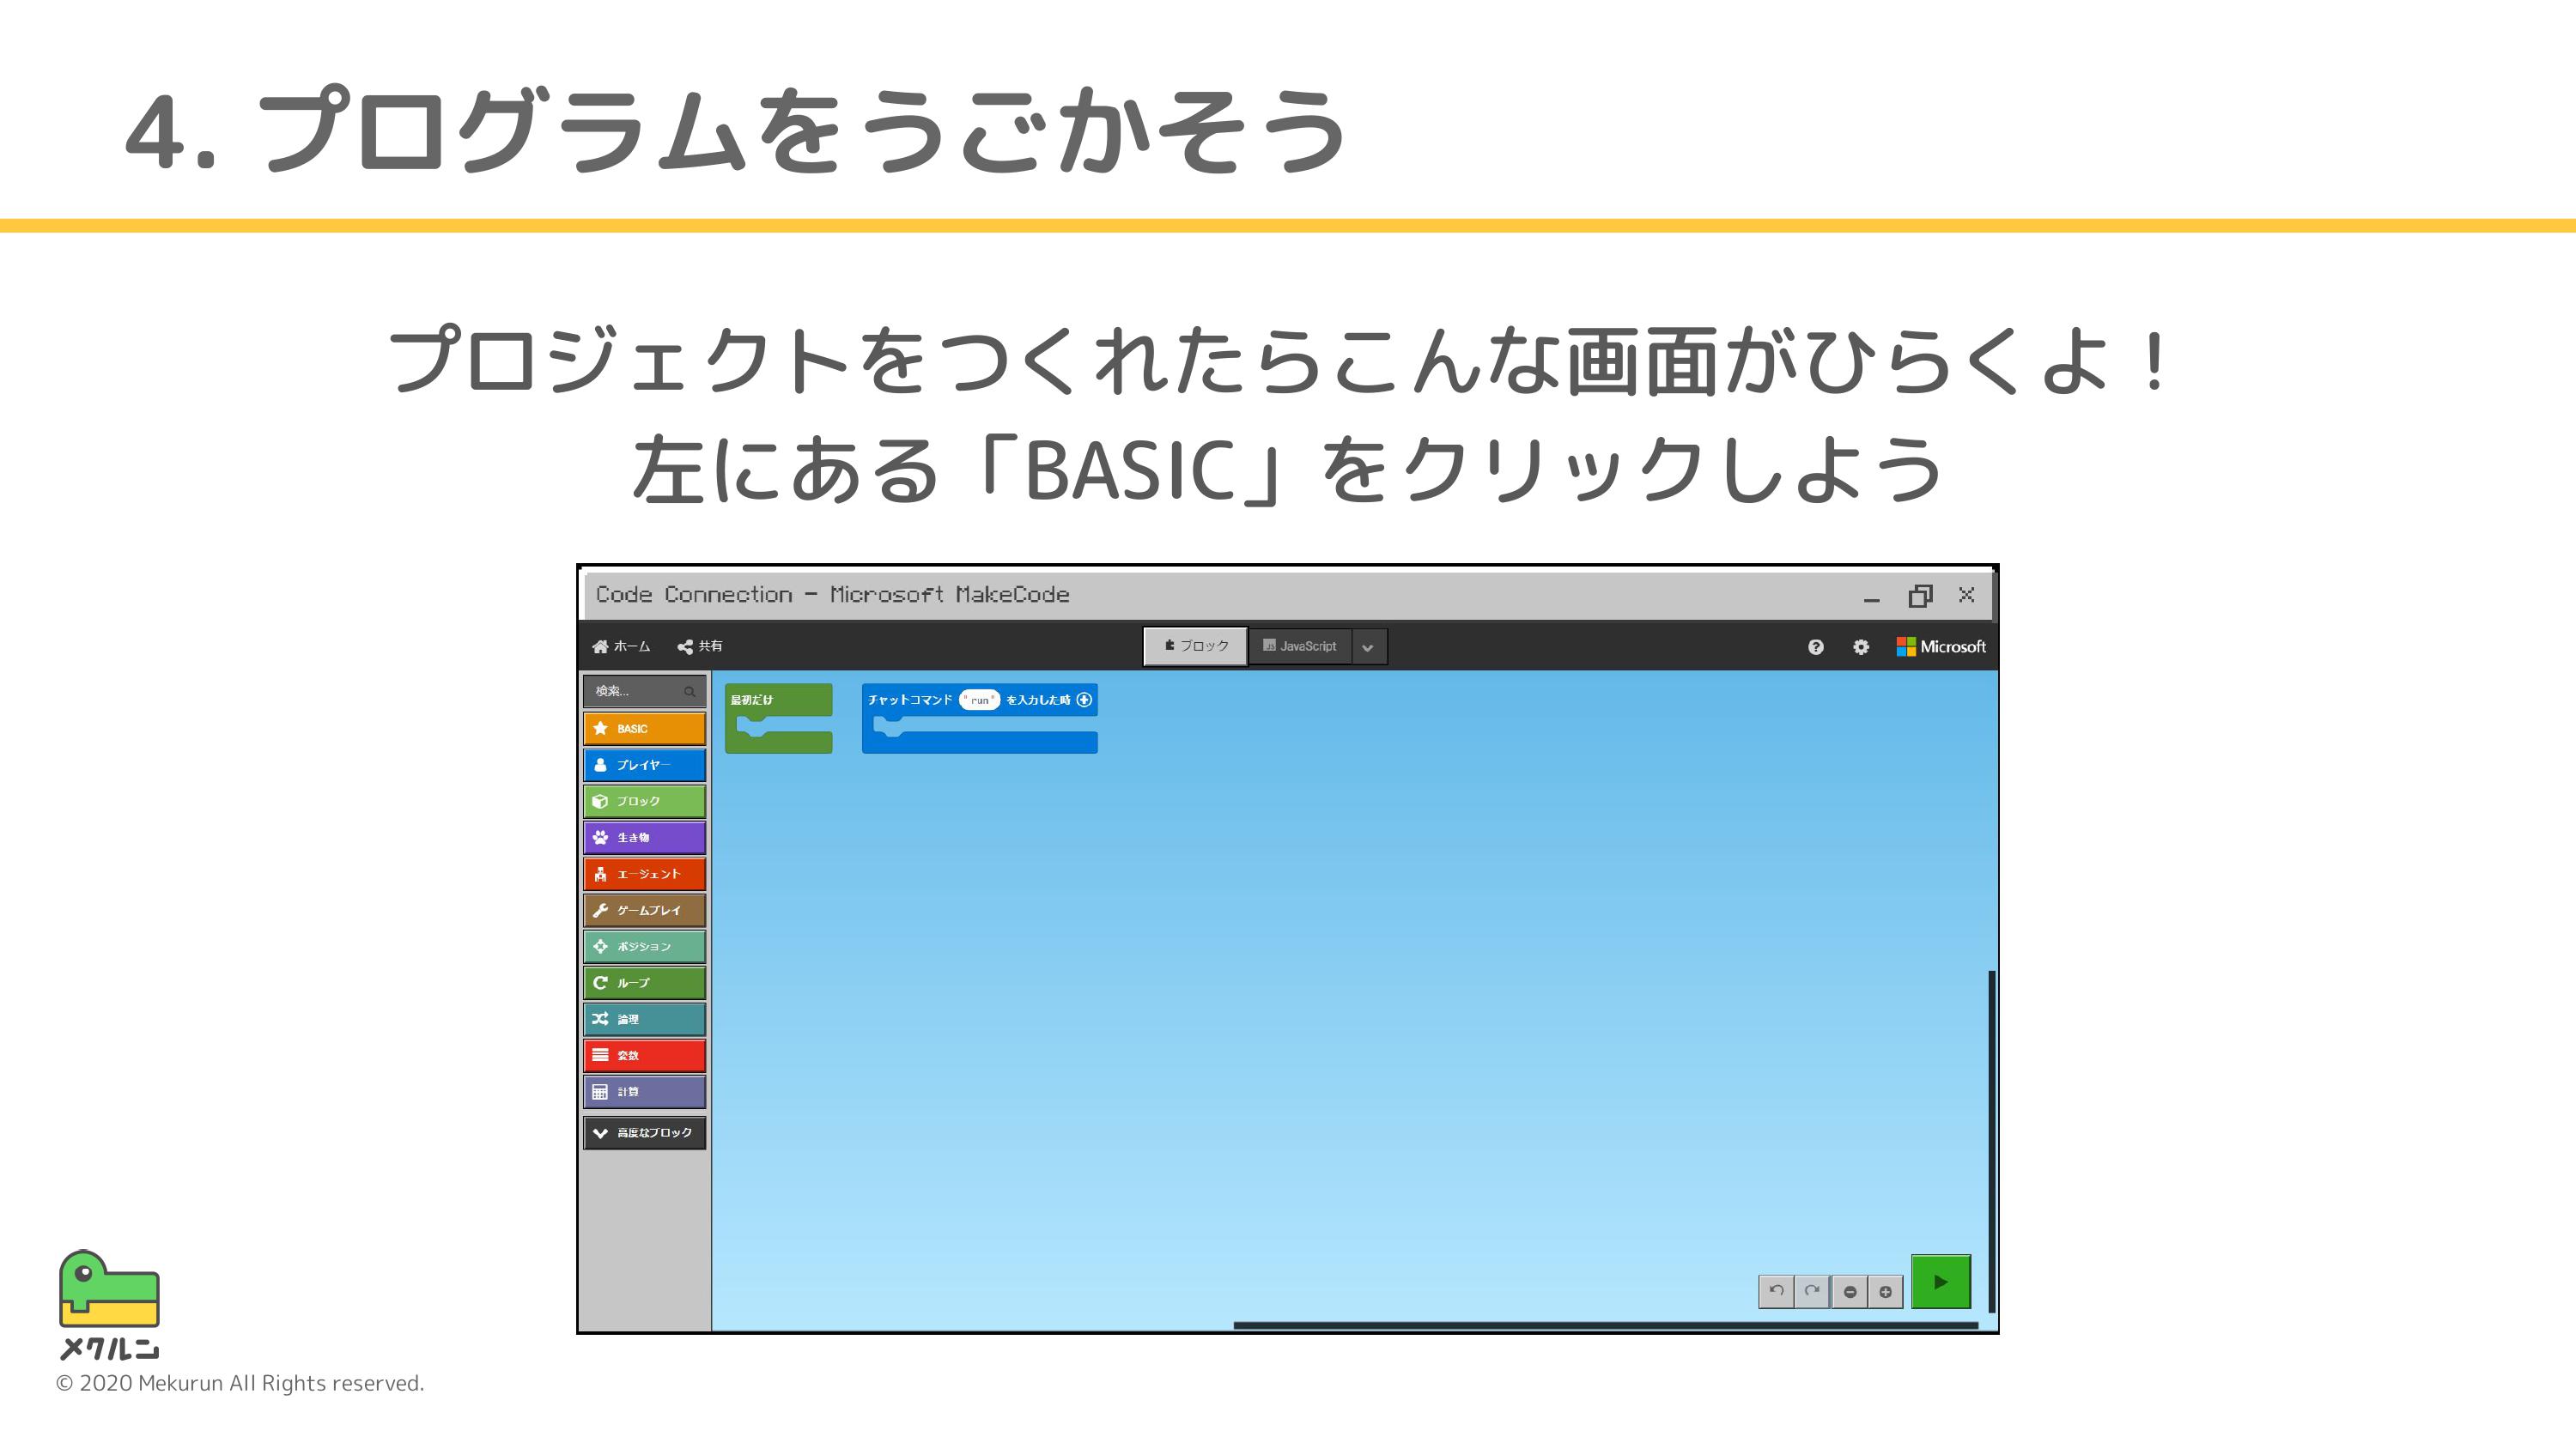 4. プログラムをうごかそう
プロジェクトをつくれたらこんな画面がひらくよ！
左にある「BASIC」をクリックしよう
Code Connection - Microsoft MakeCode
ホーム 共有 ブロック JavaScript Microsoft
検索...
BASIC
プレイヤー
ブロック
生き物
エージェント
ゲームプレイ
ポジション
ループ
論理
変数
計算
高度なブロック
最初だけ
チャットコマンド "run" を入力した時
メクルン
© 2020 Mekurun All Rights reserved.